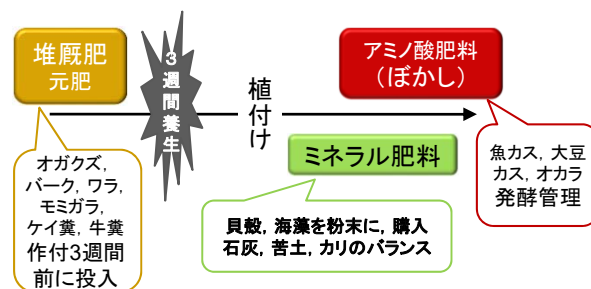 堆厩肥
元肥
3週間養生
植付け
アミノ酸肥料
（ぼかし）
ミネラル肥料
オガクズ,
バーク, ワラ,
モミガラ,
ケイ糞, 牛糞
作付3週間
前に投入
貝殻, 海藻を粉末に, 購入
石灰, 苦土, カリのバランス
魚カス, 大豆
カス, オカラ
発酵管理